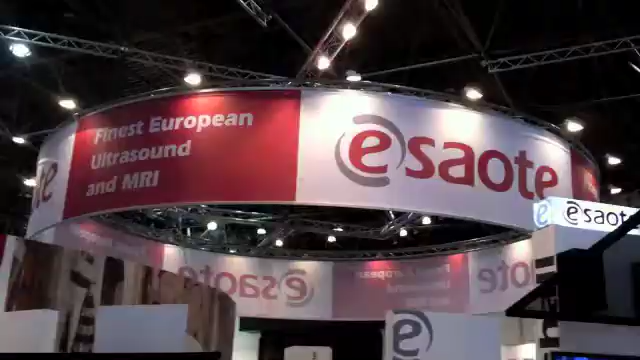 Finest European
Ultrasound
and MRI
esaote
esaote
esaote